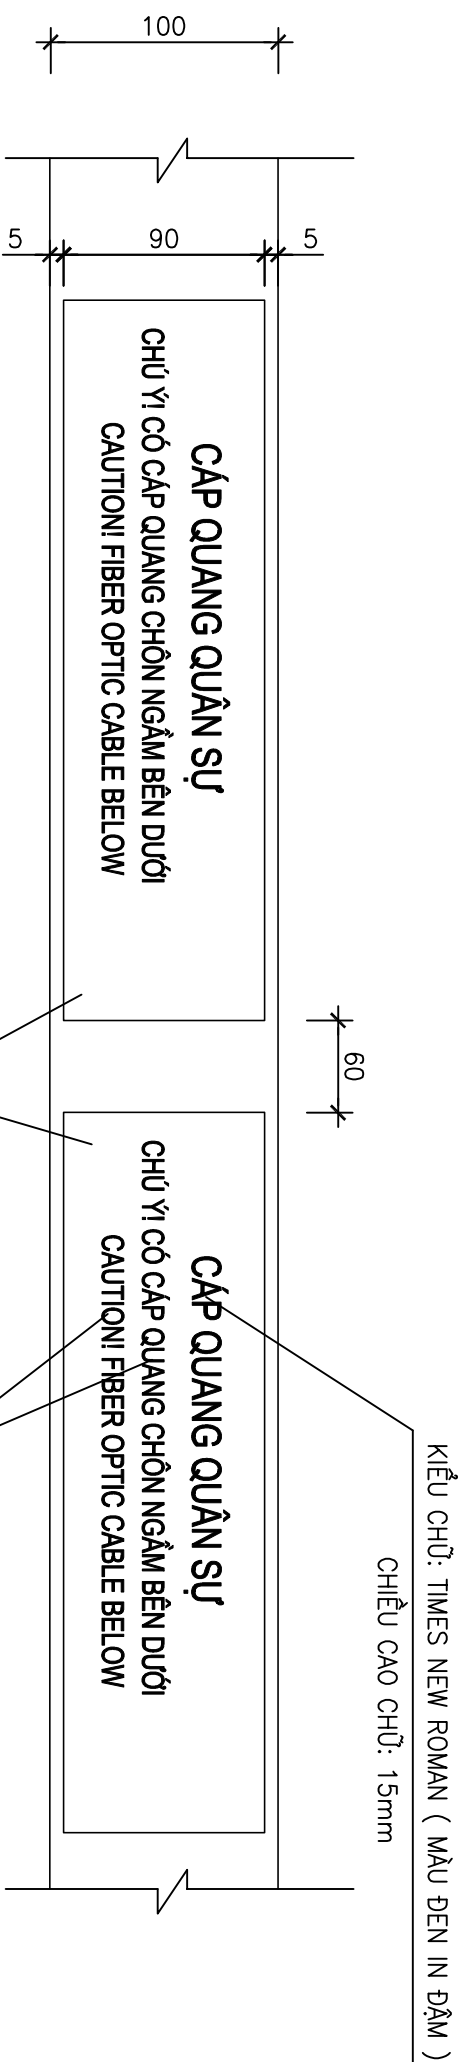 100
5
90
5
CÁP QUANG QUÂN SỰ
CHÚ Ý! CÓ CÁP QUANG CHÔN NGẦM BÊN DƯỚI
CAUTION! FIBER OPTIC CABLE BELOW
60
CÁP QUANG QUÂN SỰ
CHÚ Ý! CÓ CÁP QUANG CHÔN NGẦM BÊN DƯỚI
CAUTION! FIBER OPTIC CABLE BELOW
KIỂU CHỮ: TIMES NEW ROMAN ( MÀU ĐEN IN ĐẬM )
CHIỀU CAO CHỮ: 15mm